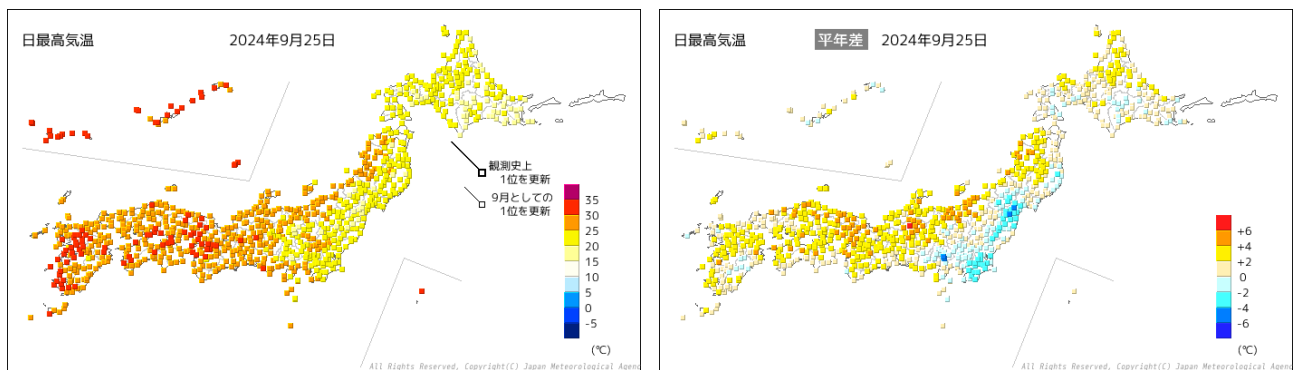 日最高気温
2024年9月25日
観測史上
1位を更新
9月としての
1位を更新
35
30
25
20
15
10
5
0
-5
(℃)
All Rights Reserved, Copyright(C) Japan Meteorological Agenc
日最高気温
平年差 2024年9月25日
+6
+4
+2
0
-2
-4
-6
(℃)
All Rights Reserved, Copyright(C) Japan Meteorological Agenc